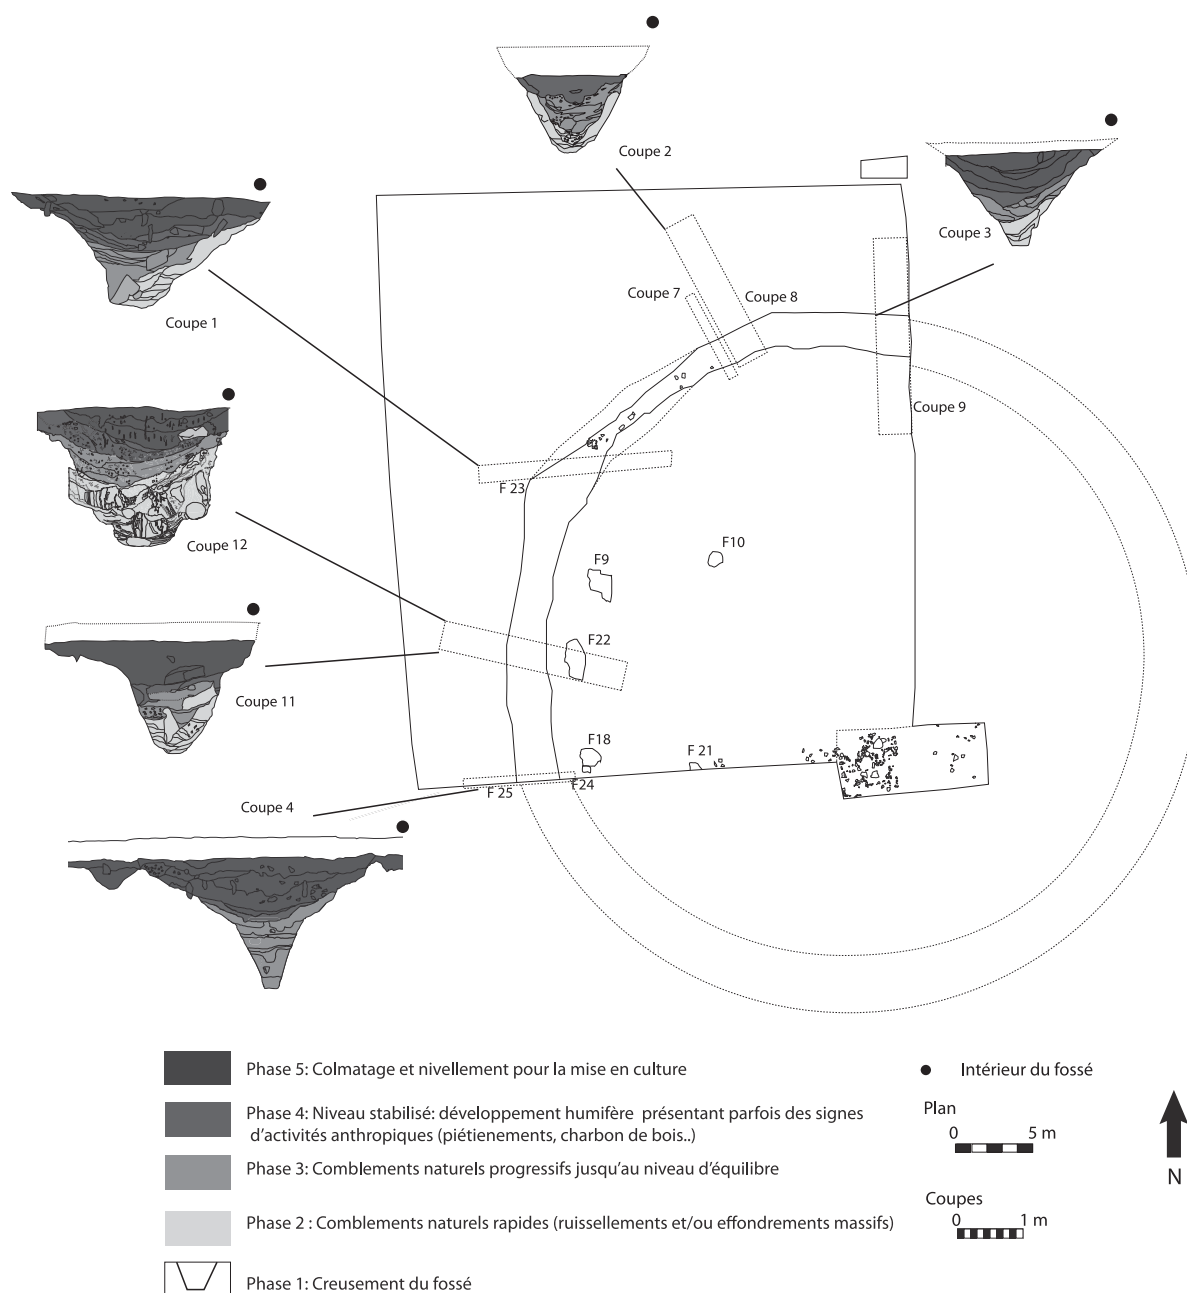 Coupe 2
Coupe 3
Coupe 1
Coupe 7
Coupe 8
Coupe 9
F 23
Coupe 12
F10
F9
F22
Coupe 11
F18
F 21
F24
F 25
Coupe 4
Phase 5: Colmatage et nivellement pour la mise en culture
Phase 4: Niveau stabilisé: développement humifère présentant parfois des signes
d'activités anthropiques (piétienements, charbon de bois..)
Phase 3: Comblements naturels progressifs jusqu'au niveau d'équilibre
Phase 2 : Comblements naturels rapides (ruissellements et/ou effondrements massifs)
Phase 1: Creusement du fossé
Intérieur du fossé
Plan
0 5 m
Coupes
0 1 m
N